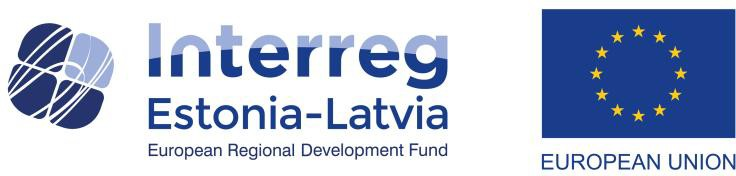 Interreg
Estonia-Latvia
European Regional Development Fund
EUROPEAN UNION